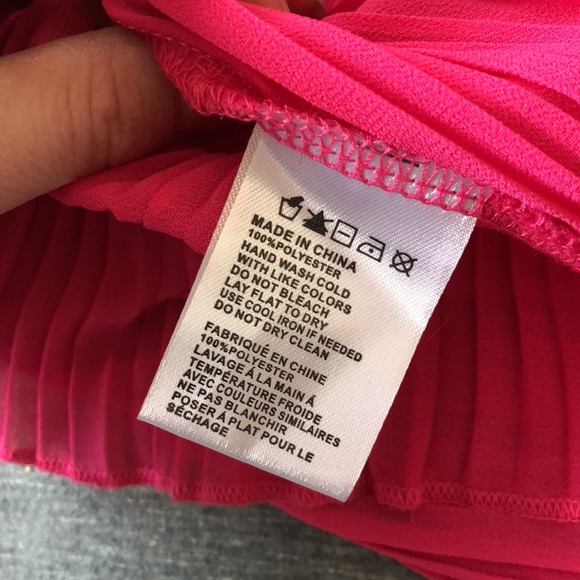 MADE IN CHINA
100%POLYESTER
HAND WASH COLD
WITH LIKE COLORS
DO NOT BLEACH
LAY FLAT TO DRY
USE COOL IRON IF NEEDED
DO NOT DRY CLEAN
FABRIQUÉ EN CHINE
100%POLYESTER
LAVAGE À LA MAIN Á
TEMPÉRATURE FROIDE
AVEC COULEURS SIMILAIRES
NE PAS BLANCHIR
POSER À PLAT POUR LE
SÉCHAGE